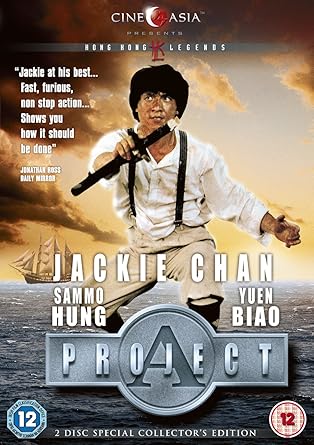 CINE ASIA
PRESENTS
HONG KONG LEGENDS
"Jackie at his best...
Fast, furious,
non stop action...
Shows you
how it should
be done"
JONATHAN ROSS
DAILY MIRROR
JACKIE CHAN
SAMMO HUNG
YUEN BIAO
PROJECT A
12
12
2 DISC SPECIAL COLLECTOR'S EDITION